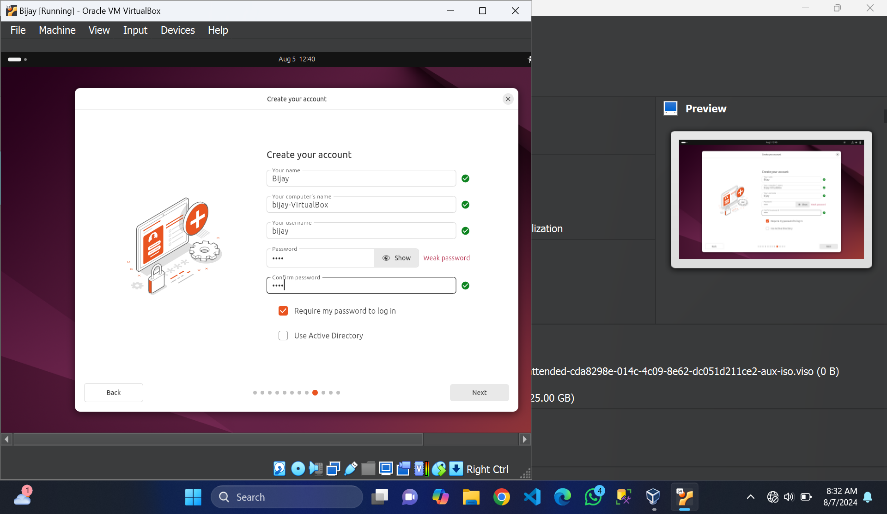 Bijay [Running] - Oracle VM VirtualBox
File Machine View Input Devices Help
Aug 5 12:40
Create your account
Create your account
Your name
Bijay
Your computer's name
bijay-VirtualBox
Your username
bijay
Password
•••• Show Weak password
Confirm password
••••
Require my password to log in
Use Active Directory
Back
Next
Right Ctrl
Preview
lization
ttended-cda8298e-014c-4c09-8e62-dc051d211ce2-aux-iso.viso (0 B)
25.00 GB)
1
Search
4
8:32 AM
8/7/2024